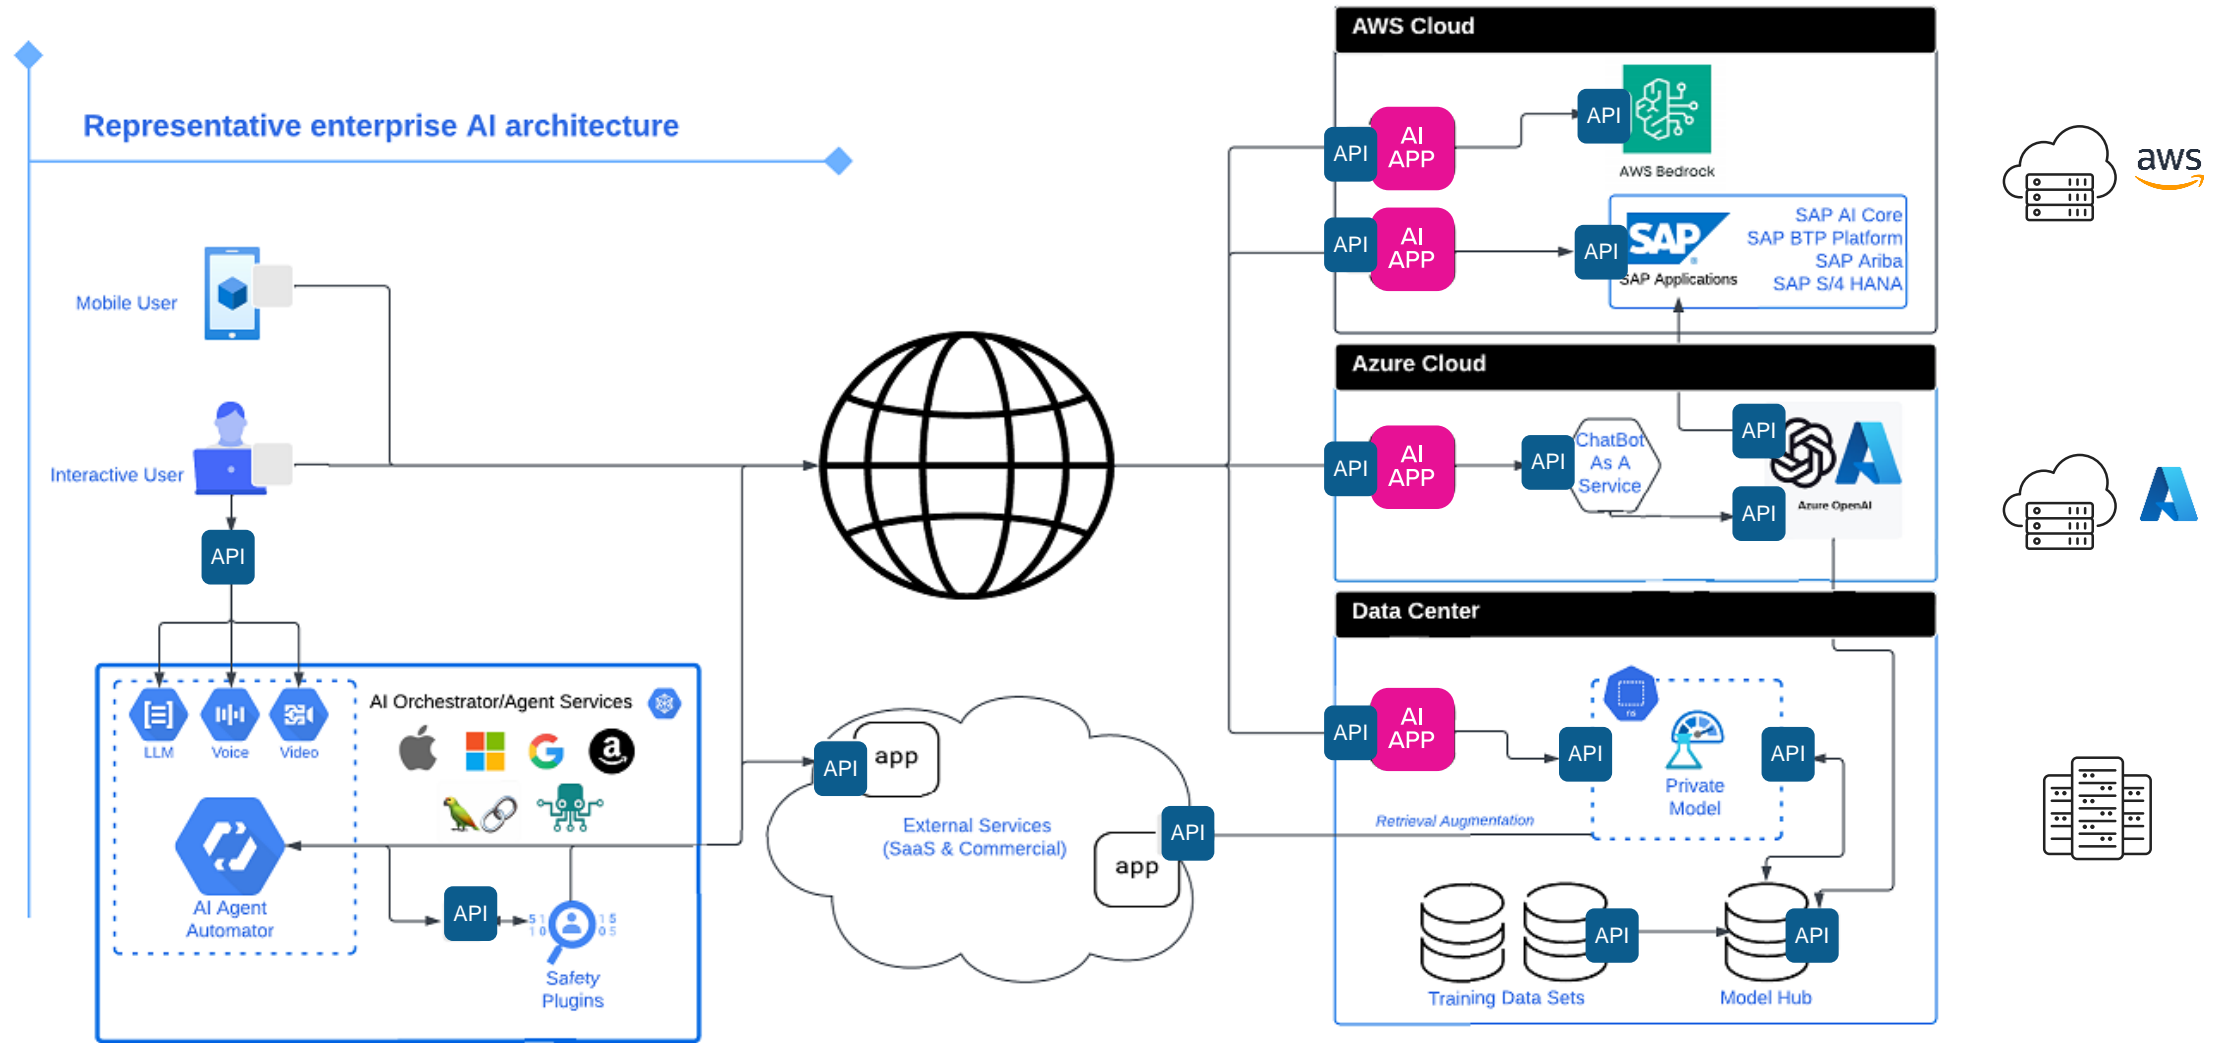 Representative enterprise AI architecture
Mobile User
Interactive User
API
LLM
Voice
Video
AI Orchestrator/Agent Services
AI Agent
Automator
API
Safety
Plugins
API
app
External Services
(SaaS & Commercial)
app
API
AWS Cloud
API
AI
APP
API
AWS Bedrock
API
AI
APP
API
SAP
SAP Applications
SAP AI Core
SAP BTP Platform
SAP Ariba
SAP S/4 HANA
aws
Azure Cloud
API
AI
APP
API
ChatBot
As A
Service
API
API
Azure OpenAI
Data Center
API
AI
APP
API
ns
Private
Model
API
Retrieval Augmentation
API
Training Data Sets
API
Model Hub